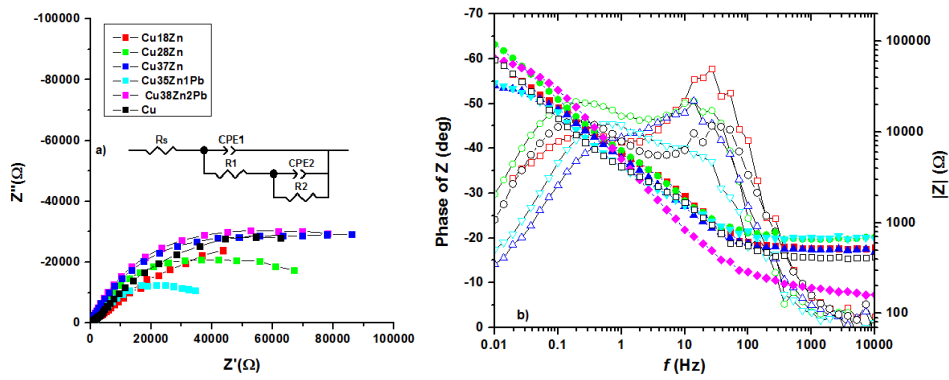 -100000
-80000
-60000
-40000
-20000
0
Z''(Ω)
Cu18Zn
Cu28Zn
Cu37Zn
Cu35Zn1Pb
Cu38Zn2Pb
Cu
a)
Rs
CPE1
R1
CPE2
R2
0 20000 40000 60000 80000 100000
Z'(Ω)
-70
-60
-50
-40
-30
-20
-10
0
Phase of Z (deg)
b)
0.01 0.1 1 10 100 1000 10000
f (Hz)
100000
10000
1000
100
|Z| (Ω)